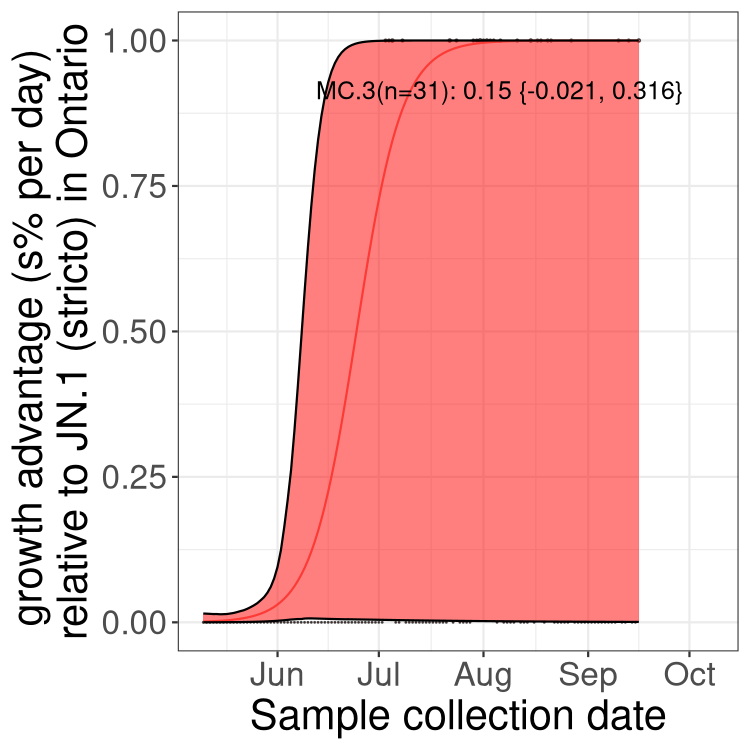 growth advantage (s% per day)
relative to JN.1 (stricto) in Ontario
1.00
0.75
0.50
0.25
0.00
MC.3(n=31): 0.15 {-0.021, 0.316}
Jun Jul Aug Sep Oct
Sample collection date